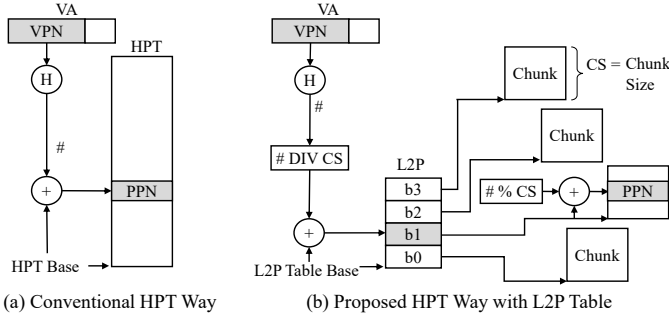 VA
VPN
HPT
H
#
+
PPN
HPT Base
(a) Conventional HPT Way
VA
VPN
H
#
# DIV CS
+
L2P Table Base
L2P
b3
b2
b1
b0
Chunk
CS = Chunk
Size
Chunk
# % CS
+
PPN
Chunk
(b) Proposed HPT Way with L2P Table